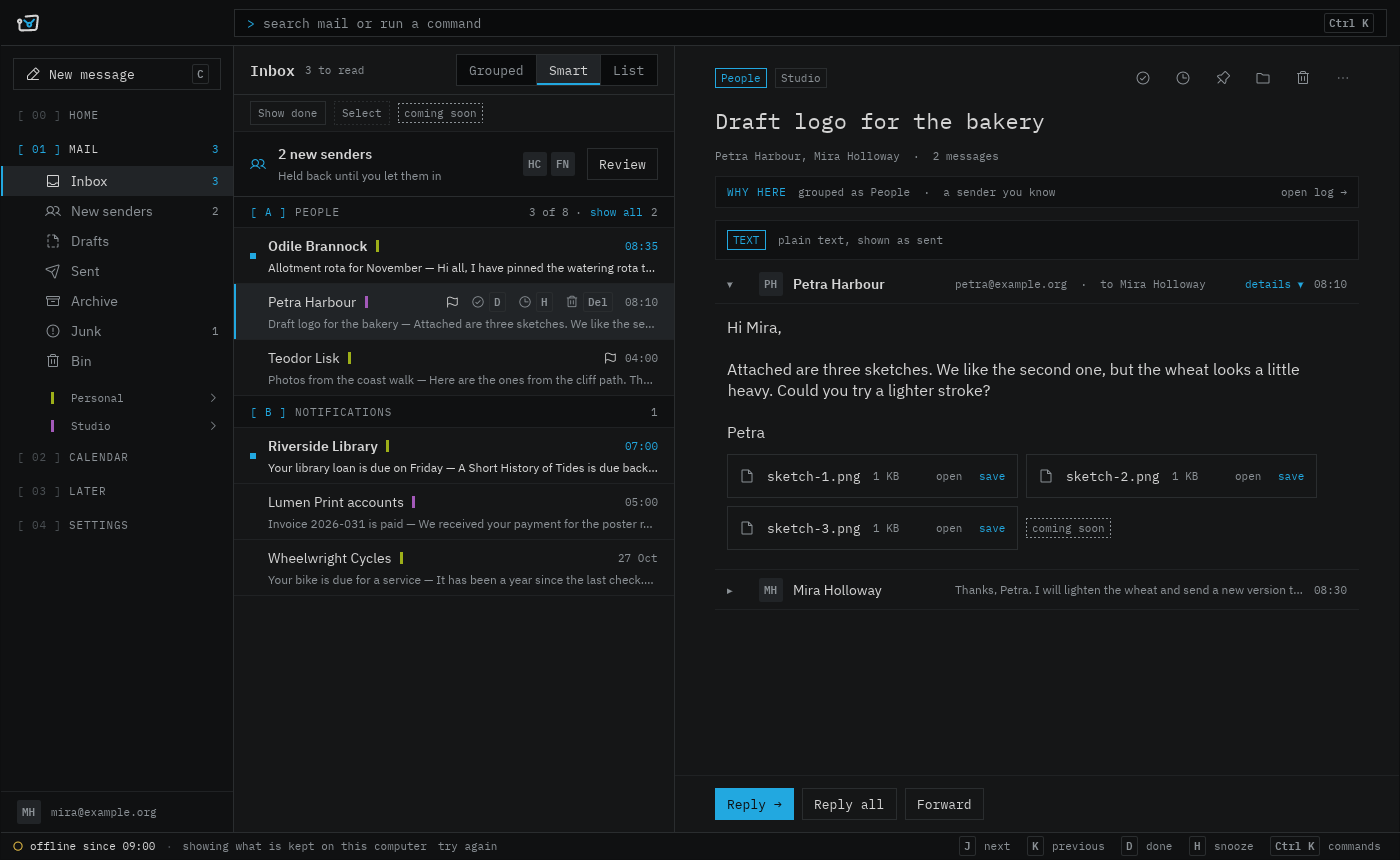 > search mail or run a command Ctrl K
New message C
[ 00 ] HOME
[ 01 ] MAIL 3
Inbox 3
New senders 2
Drafts
Sent
Archive
Junk 1
Bin
Personal
Studio
[ 02 ] CALENDAR
[ 03 ] LATER
[ 04 ] SETTINGS
MH mira@example.org
Inbox 3 to read Grouped Smart List
Show done Select coming soon
2 new senders
Held back until you let them in
HC FN Review
[ A ] PEOPLE 3 of 8 · show all 2
Odile Brannock 08:35
Allotment rota for November — Hi all, I have pinned the watering rota t…
Petra Harbour D H Del 08:10
Draft logo for the bakery — Attached are three sketches. We like the se…
Teodor Lisk 04:00
Photos from the coast walk — Here are the ones from the cliff path. Th…
[ B ] NOTIFICATIONS 1
Riverside Library 07:00
Your library loan is due on Friday — A Short History of Tides is due back…
Lumen Print accounts 05:00
Invoice 2026-031 is paid — We received your payment for the poster r…
Wheelwright Cycles 27 Oct
Your bike is due for a service — It has been a year since the last check.…
People Studio
Draft logo for the bakery
Petra Harbour, Mira Holloway · 2 messages
WHY HERE grouped as People · a sender you know open log →
TEXT plain text, shown as sent
▾ PH Petra Harbour petra@example.org · to Mira Holloway details ▾ 08:10
Hi Mira,
Attached are three sketches. We like the second one, but the wheat looks a little
heavy. Could you try a lighter stroke?
Petra
sketch-1.png 1 KB open save
sketch-2.png 1 KB open save
sketch-3.png 1 KB open save
coming soon
▸ MH Mira Holloway Thanks, Petra. I will lighten the wheat and send a new version t… 08:30
Reply → Reply all Forward
offline since 09:00 · showing what is kept on this computer try again
J next K previous D done H snooze Ctrl K commands